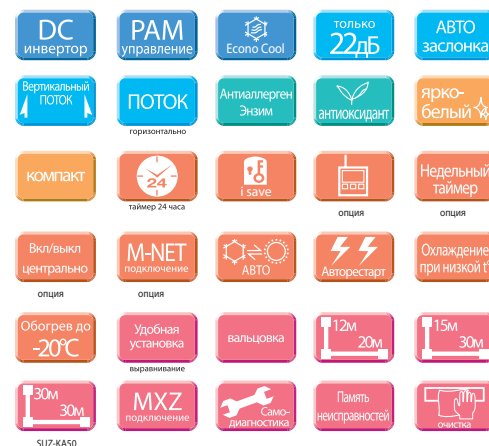 DC
инвертор
PAM
управление
Econo Cool
только
22дБ
АВТО
заслонка
Вертикальный
ПОТОК
ПОТОК
горизонтально
Антиаллерген
Энзим
антиоксидант
ярко-
белый
компакт
24
таймер 24 часа
i save
опция
Недельный
таймер
опция
Вкл/выкл
центрально
опция
M-NET
подключение
опция
АВТО
Авторестарт
Охлаждение
при низкой t°
Обогрев до
-20°C
Удобная
установка
выравнивание
вальцовка
12м
20м
15м
30м
30м
30м
SUZ-KA50
MXZ
подключение
Само-
диагностика
Память
неисправностей
очистка